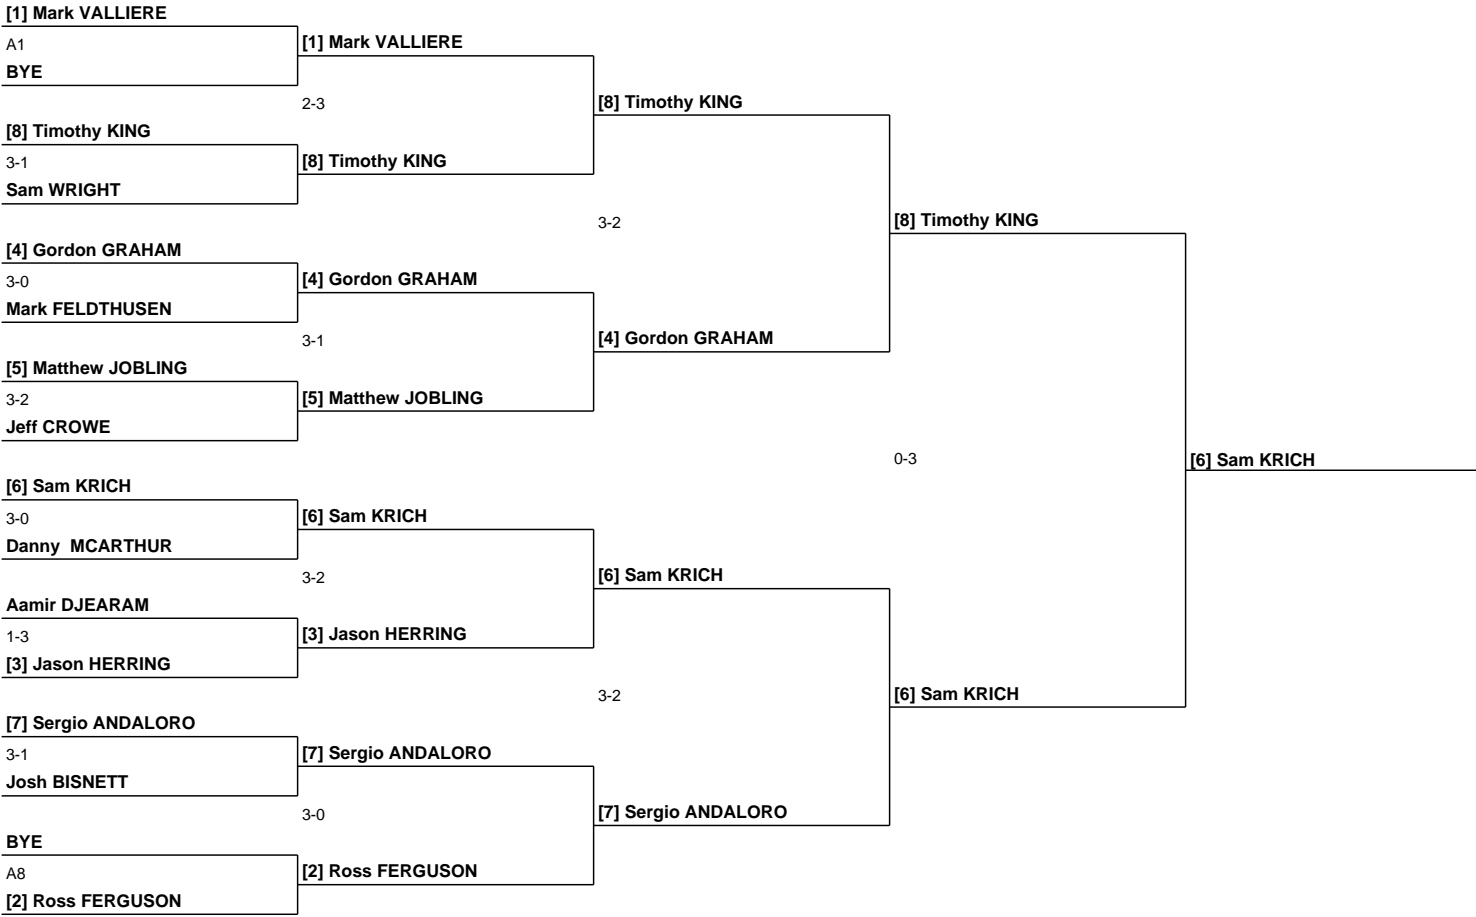 [1] Mark VALLIERE
A1
BYE
[8] Timothy KING
3-1
Sam WRIGHT
[4] Gordon GRAHAM
3-0
Mark FELDTHUSEN
[5] Matthew JOBLING
3-2
Jeff CROWE
[6] Sam KRICH
3-0
Danny  MCARTHUR
Aamir DJEARAM
1-3
[3] Jason HERRING
[7] Sergio ANDALORO
3-1
Josh BISNETT
BYE
A8
[2] Ross FERGUSON
[1] Mark VALLIERE
2-3
[8] Timothy KING
[4] Gordon GRAHAM
3-1
[5] Matthew JOBLING
[6] Sam KRICH
3-2
[3] Jason HERRING
[7] Sergio ANDALORO
3-0
[2] Ross FERGUSON
[8] Timothy KING
3-2
[4] Gordon GRAHAM
[6] Sam KRICH
3-2
[7] Sergio ANDALORO
[8] Timothy KING
0-3
[6] Sam KRICH
[6] Sam KRICH